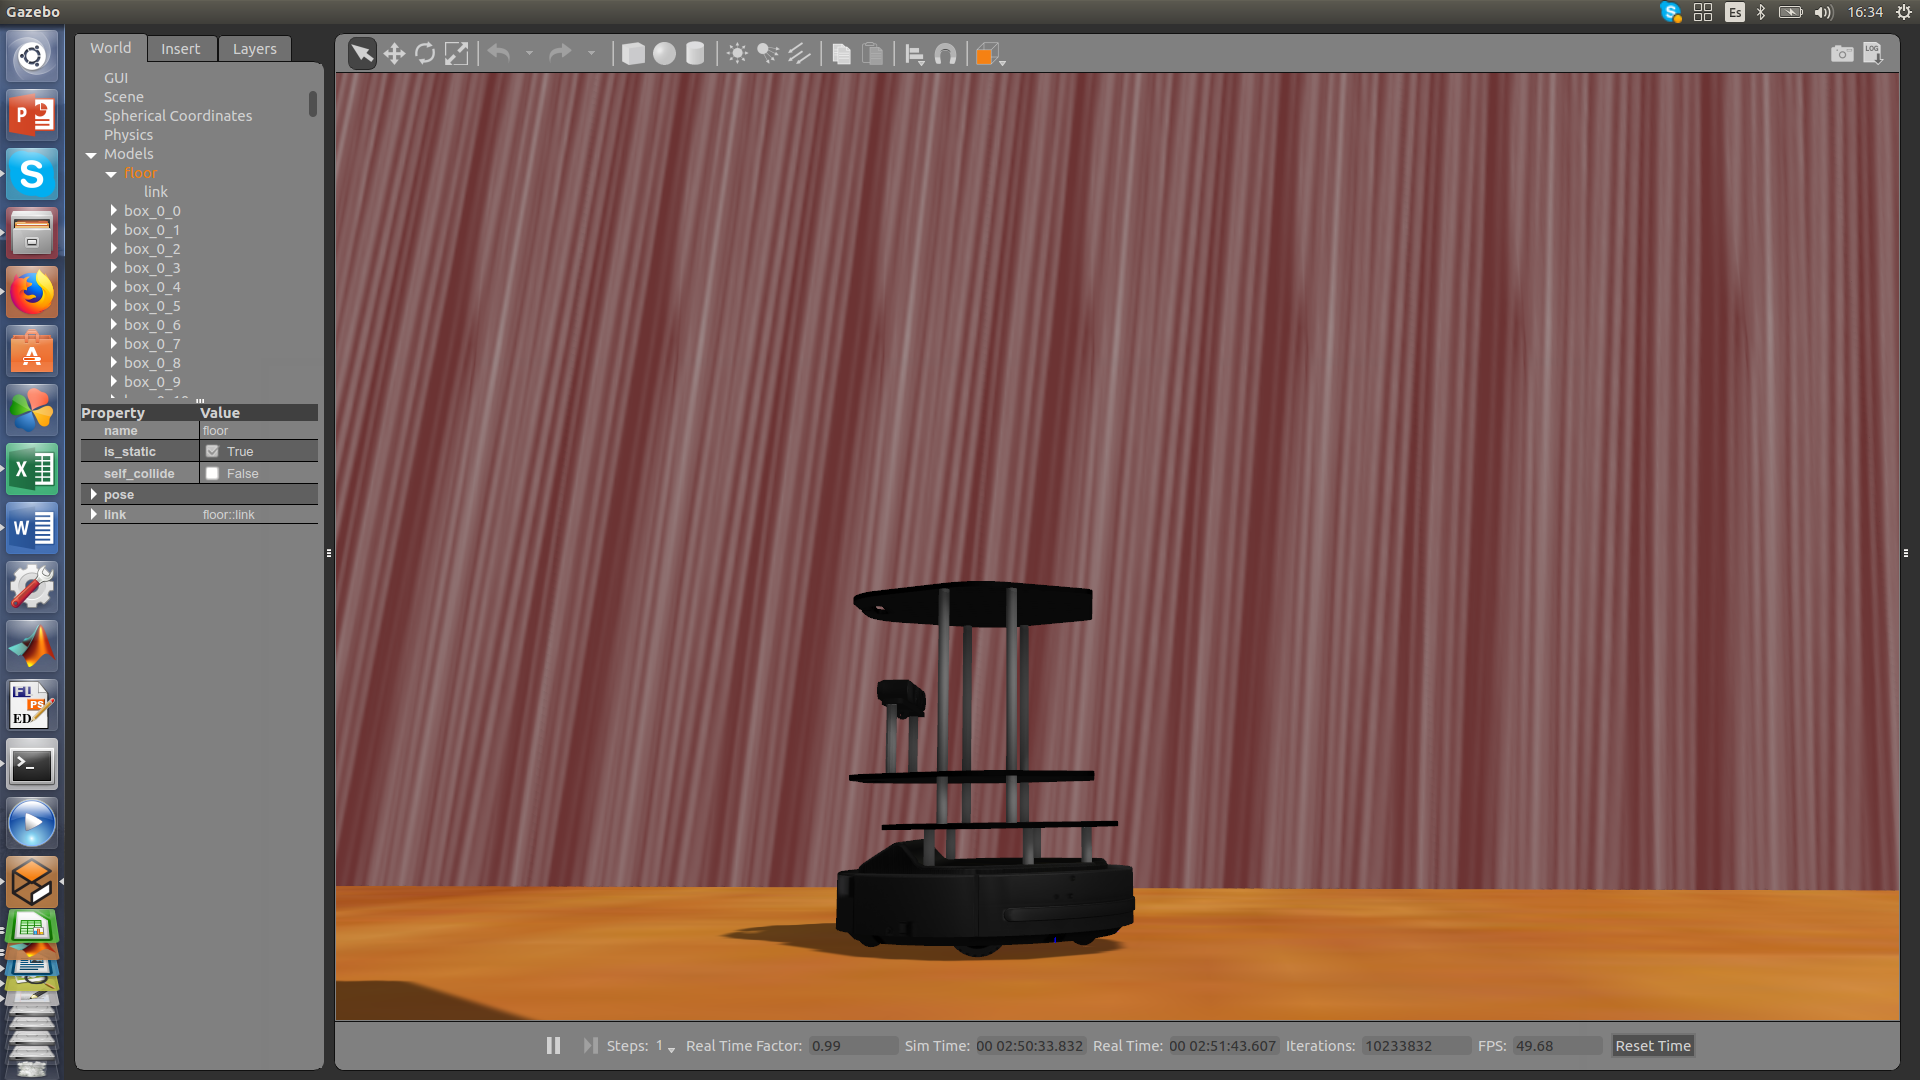 Gazebo
Es
16:34
World
Insert
Layers
LOG
GUI
Scene
Spherical Coordinates
Physics
Models
floor
link
box_0_0
box_0_1
box_0_2
box_0_3
box_0_4
box_0_5
box_0_6
box_0_7
box_0_8
box_0_9
Property Value
name floor
is_static True
self_collide False
pose
link floor::link
Steps: 1 Real Time Factor: 0.99 Sim Time: 00 02:50:33.832 Real Time: 00 02:51:43.607 Iterations: 10233832 FPS: 49.68 Reset Time